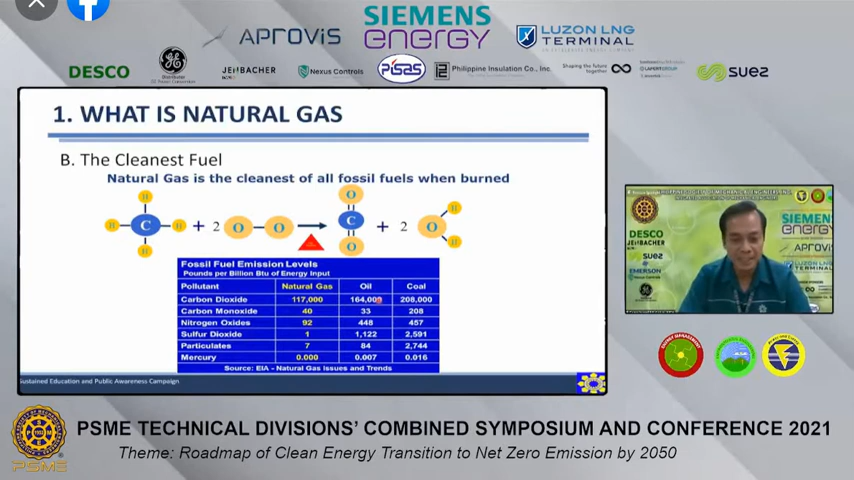 APROVIS
SIEMENS
energy
LUZON LNG
TERMINAL
DESCO
JENBACHER
Nexus Controls
PISAS
Philippine Insulation Co., Inc.
Shaping the future
together
suez
1. WHAT IS NATURAL GAS
B. The Cleanest Fuel
Natural Gas is the cleanest of all fossil fuels when burned
H
H C H + 2 O O
H
O
C
O
+ 2 O
H
H
Fossil Fuel Emission Levels
Pounds per Billion Btu of Energy Input
Pollutant Natural Gas Oil Coal
Carbon Dioxide 117,000 164,000 208,000
Carbon Monoxide 40 33 208
Nitrogen Oxides 92 448 457
Sulfur Dioxide 1 1,122 2,591
Particulates 7 84 2,744
Mercury 0.000 0.007 0.016
Source: EIA - Natural Gas Issues and Trends
Sustained Education and Public Awareness Campaign
SIEMENS
energy
DESCO
JENBACHER
APROVIS
suez
EMERSON
PSME
PSME TECHNICAL DIVISIONS' COMBINED SYMPOSIUM AND CONFERENCE 2021
Theme: Roadmap of Clean Energy Transition to Net Zero Emission by 2050